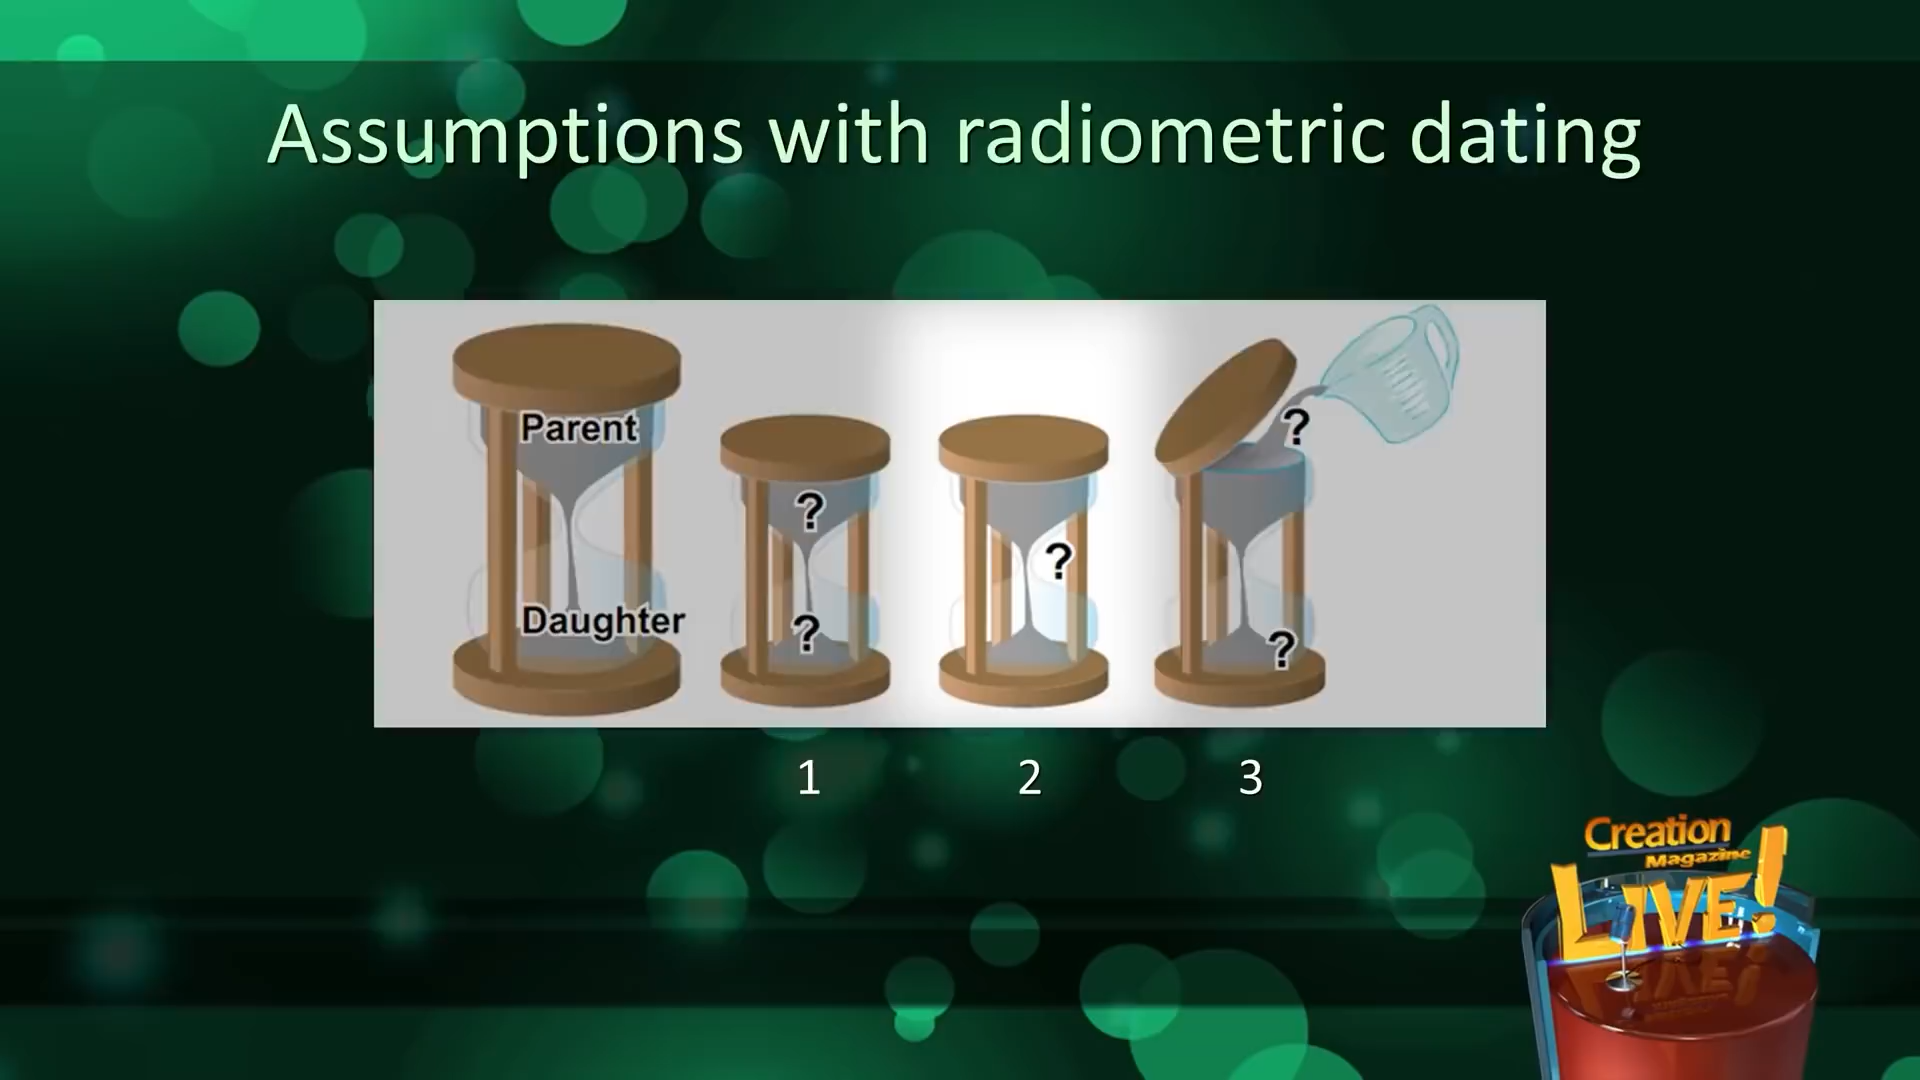 Assumptions with radiometric dating
Parent
Daughter
?
?
?
?
?
1 2 3
Creation
Magazine
LIVE!